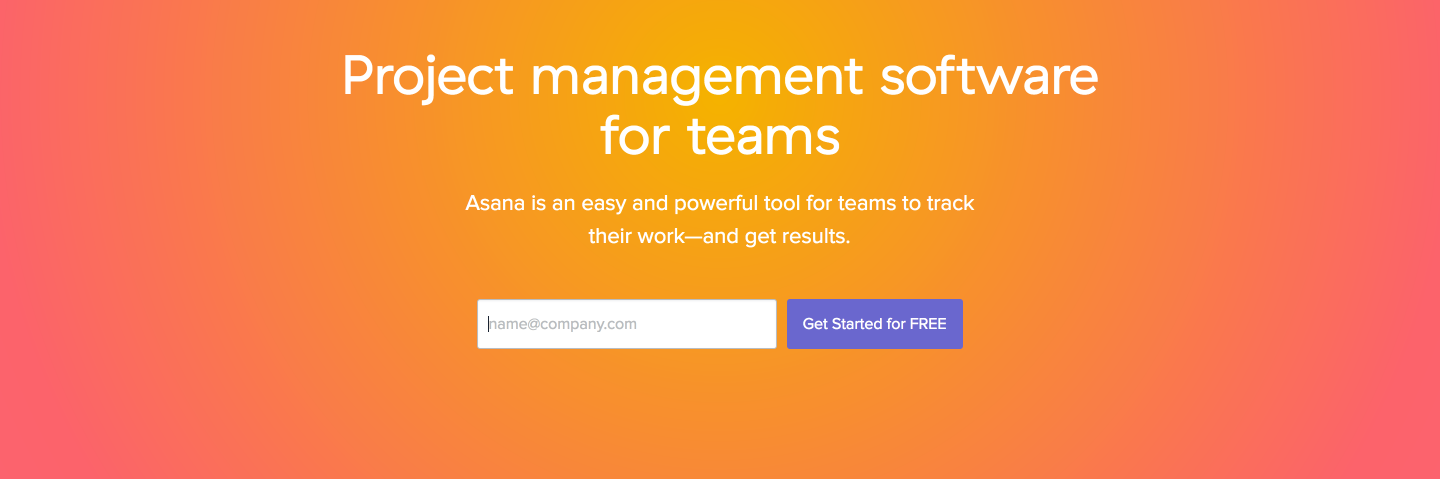 Project management software
for teams
Asana is an easy and powerful tool for teams to track
their work—and get results.
name@company.com
Get Started for FREE